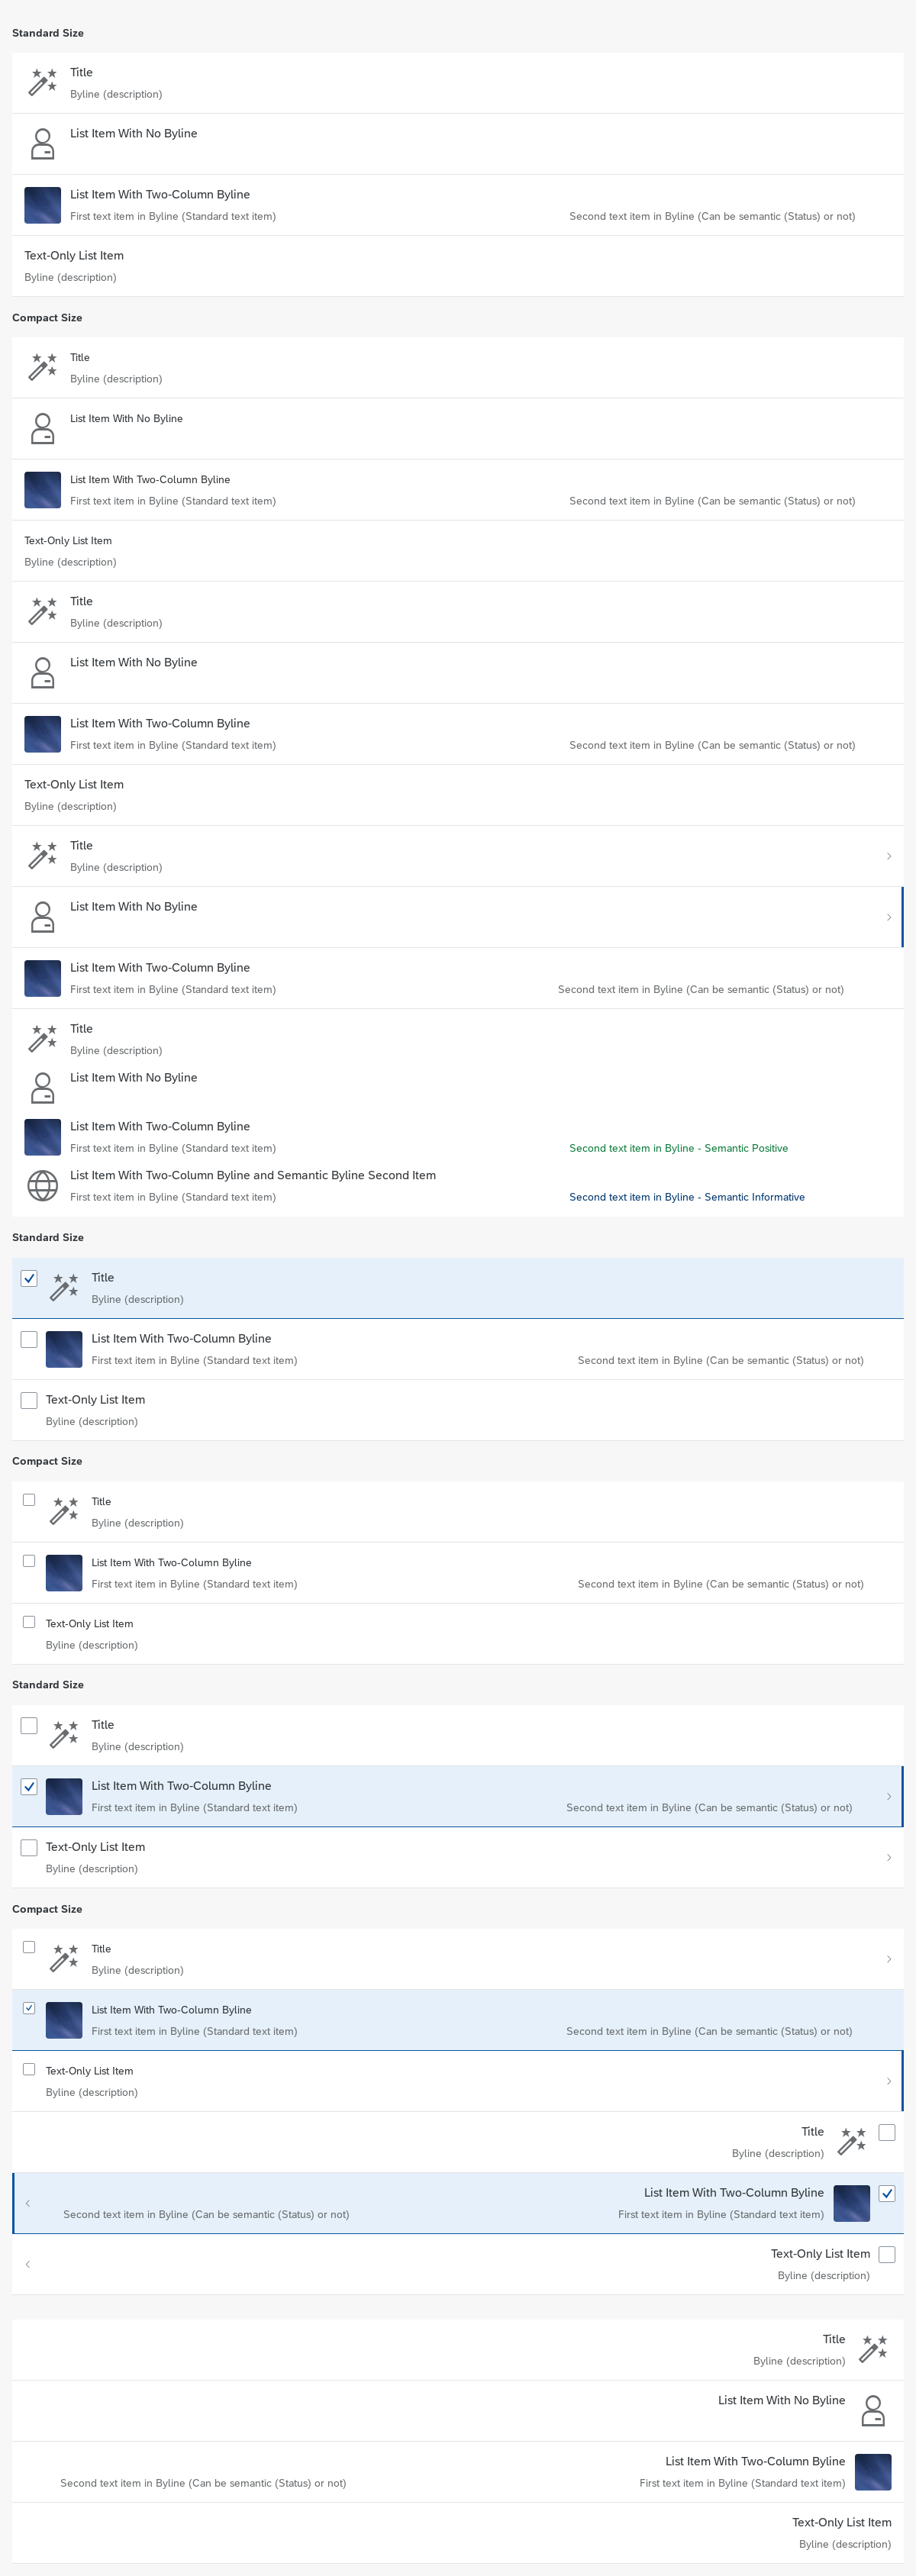 Standard Size
Title
Byline (description)
List Item With No Byline
List Item With Two-Column Byline
First text item in Byline (Standard text item) Second text item in Byline (Can be semantic (Status) or not)
Text-Only List Item
Byline (description)
Compact Size
Title
Byline (description)
List Item With No Byline
List Item With Two-Column Byline
First text item in Byline (Standard text item) Second text item in Byline (Can be semantic (Status) or not)
Text-Only List Item
Byline (description)
Title
Byline (description)
List Item With No Byline
List Item With Two-Column Byline
First text item in Byline (Standard text item) Second text item in Byline (Can be semantic (Status) or not)
Text-Only List Item
Byline (description)
Title
Byline (description)
List Item With No Byline
List Item With Two-Column Byline
First text item in Byline (Standard text item) Second text item in Byline (Can be semantic (Status) or not)
Title
Byline (description)
List Item With No Byline
List Item With Two-Column Byline
First text item in Byline (Standard text item) Second text item in Byline - Semantic Positive
List Item With Two-Column Byline and Semantic Byline Second Item
First text item in Byline (Standard text item) Second text item in Byline - Semantic Informative
Standard Size
Title
Byline (description)
List Item With Two-Column Byline
First text item in Byline (Standard text item) Second text item in Byline (Can be semantic (Status) or not)
Text-Only List Item
Byline (description)
Compact Size
Title
Byline (description)
List Item With Two-Column Byline
First text item in Byline (Standard text item) Second text item in Byline (Can be semantic (Status) or not)
Text-Only List Item
Byline (description)
Standard Size
Title
Byline (description)
List Item With Two-Column Byline
First text item in Byline (Standard text item) Second text item in Byline (Can be semantic (Status) or not)
Text-Only List Item
Byline (description)
Compact Size
Title
Byline (description)
List Item With Two-Column Byline
First text item in Byline (Standard text item) Second text item in Byline (Can be semantic (Status) or not)
Text-Only List Item
Byline (description)
Title
Byline (description)
List Item With Two-Column Byline
Second text item in Byline (Can be semantic (Status) or not) First text item in Byline (Standard text item)
Text-Only List Item
Byline (description)
Title
Byline (description)
List Item With No Byline
List Item With Two-Column Byline
Second text item in Byline (Can be semantic (Status) or not) First text item in Byline (Standard text item)
Text-Only List Item
Byline (description)